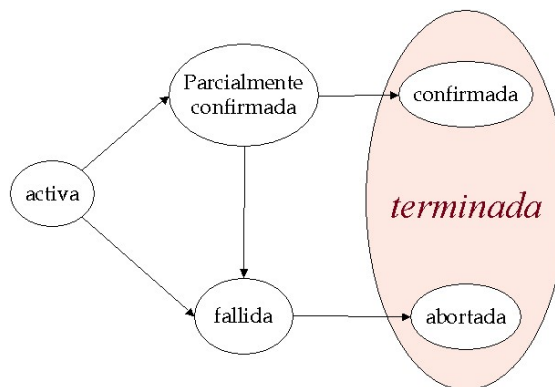 Parcialmente
confirmada
confirmada
activa
terminada
fallida
abortada